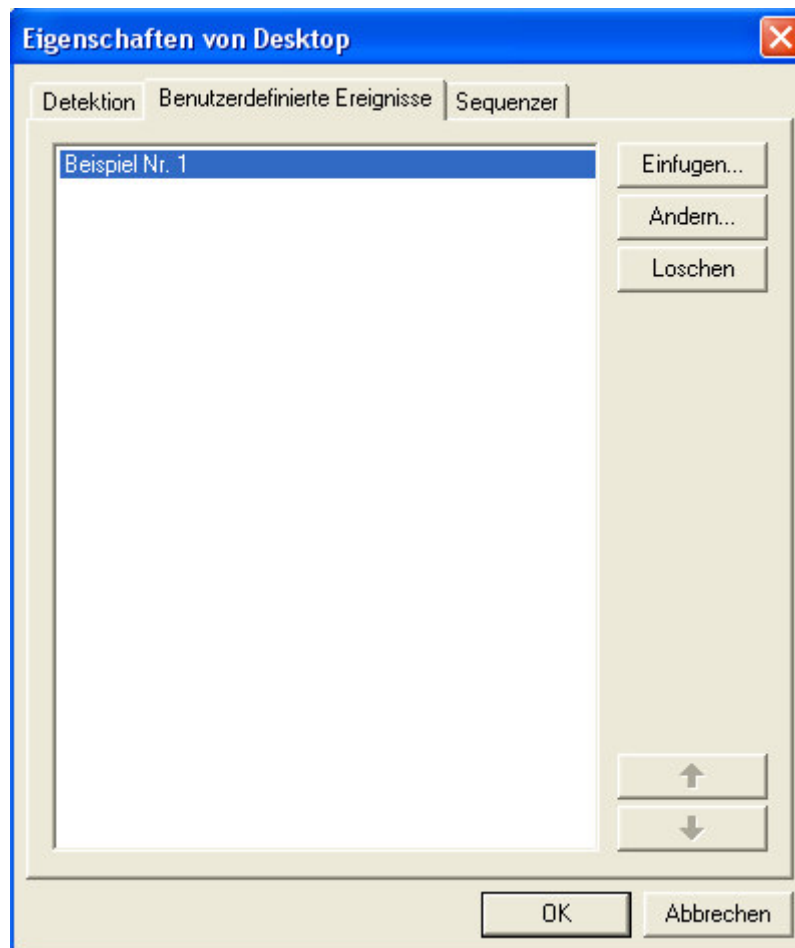 Eigenschaften von Desktop
Detektion
Benutzerdefinierte Ereignisse
Sequenzer
Beispiel Nr. 1
Einfugen...
Andern...
Loschen
OK
Abbrechen